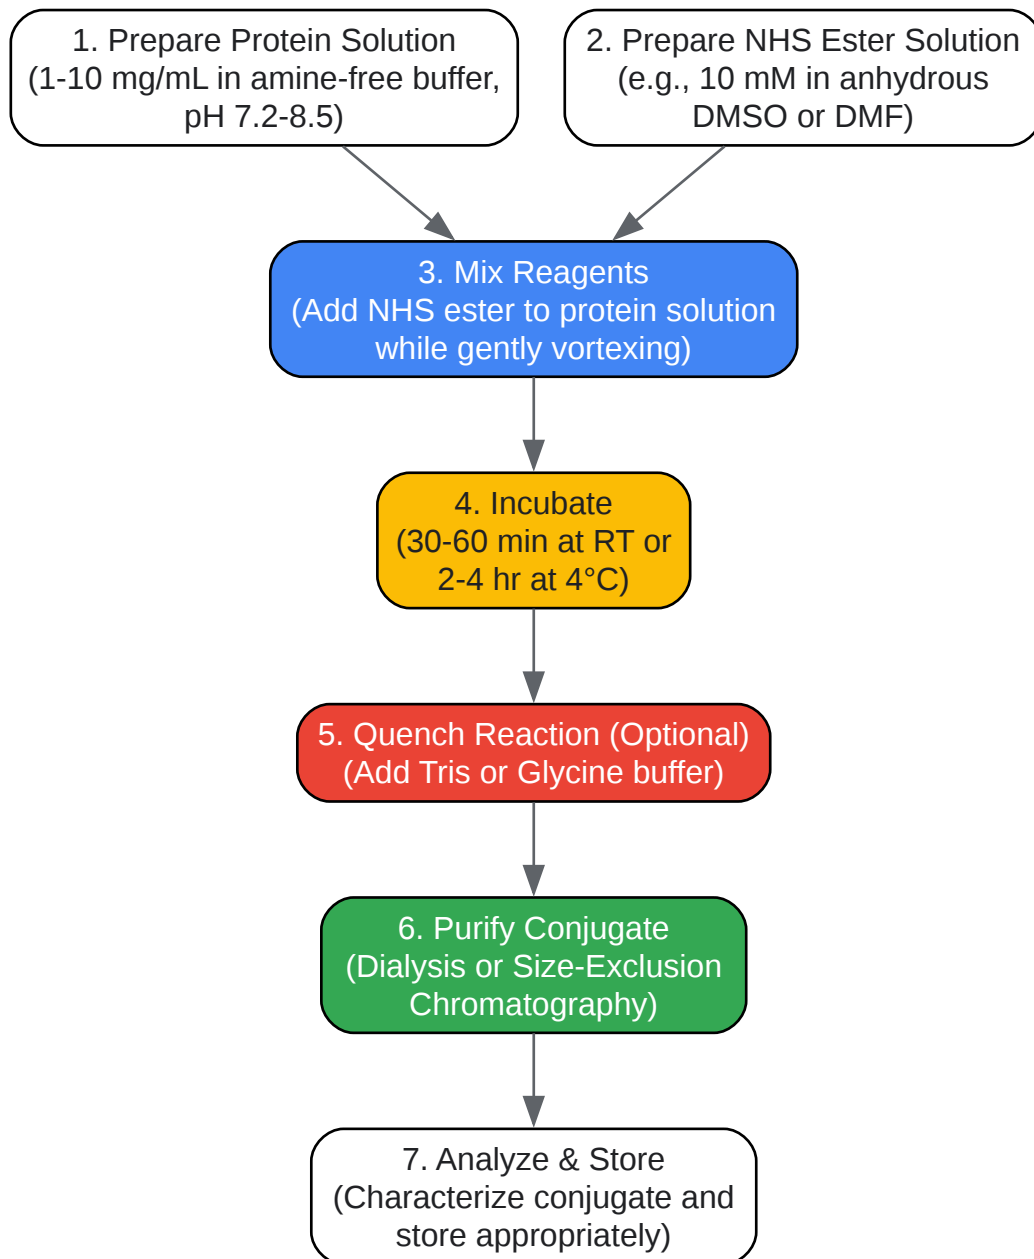 1. Prepare Protein Solution
(1-10 mg/mL in amine-free buffer,
pH 7.2-8.5)
2. Prepare NHS Ester Solution
(e.g., 10 mM in anhydrous
DMSO or DMF)
3. Mix Reagents
(Add NHS ester to protein solution
while gently vortexing)
4. Incubate
(30-60 min at RT or
2-4 hr at 4°C)
5. Quench Reaction (Optional)
(Add Tris or Glycine buffer)
6. Purify Conjugate
(Dialysis or Size-Exclusion
Chromatography)
7. Analyze & Store
(Characterize conjugate and
store appropriately)